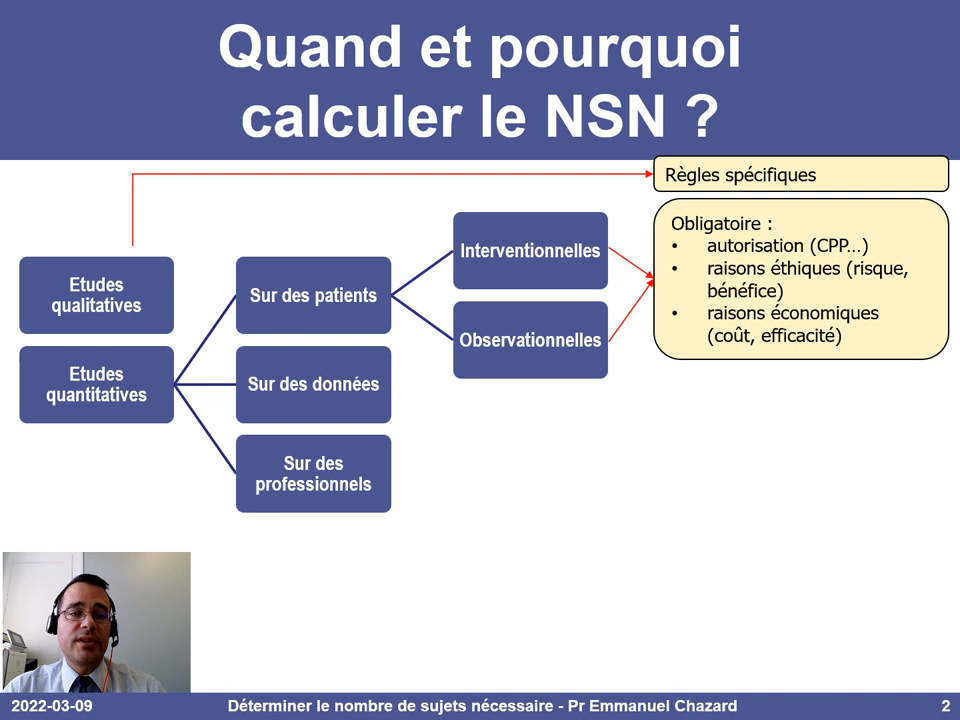 Quand et pourquoi
calculer le NSN ?
Règles spécifiques
Obligatoire :
• autorisation (CPP…)
• raisons éthiques (risque,
bénéfice)
• raisons économiques
(coût, efficacité)
Interventionnelles
Observationnelles
Etudes
qualitatives
Sur des patients
Etudes
quantitatives
Sur des données
Sur des
professionnels
2022-03-09
Déterminer le nombre de sujets nécessaire - Pr Emmanuel Chazard
2